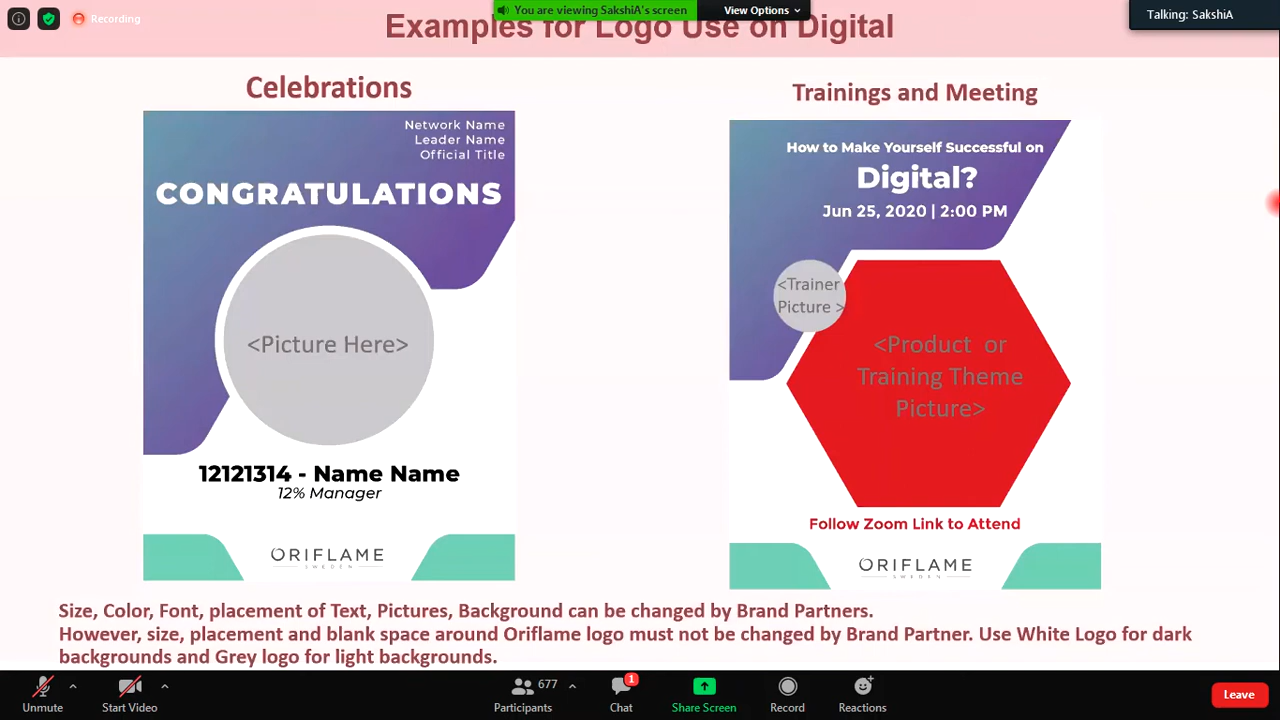 Recording
You are viewing SakshiA's screen
View Options
Talking: SakshiA
Examples for Logo Use on Digital
Celebrations
Network Name
Leader Name
Official Title
CONGRATULATIONS
<Picture Here>
12121314 - Name Name
12% Manager
ORIFLAME
SWEDEN
Trainings and Meeting
How to Make Yourself Successful on
Digital?
Jun 25, 2020 | 2:00 PM
<Trainer
Picture >
<Product or
Training Theme
Picture>
Follow Zoom Link to Attend
ORIFLAME
SWEDEN
Size, Color, Font, placement of Text, Pictures, Background can be changed by Brand Partners.
However, size, placement and blank space around Oriflame logo must not be changed by Brand Partner. Use White Logo for dark
backgrounds and Grey logo for light backgrounds.
Unmute
Start Video
677
Participants
1
Chat
Share Screen
Record
Reactions
Leave